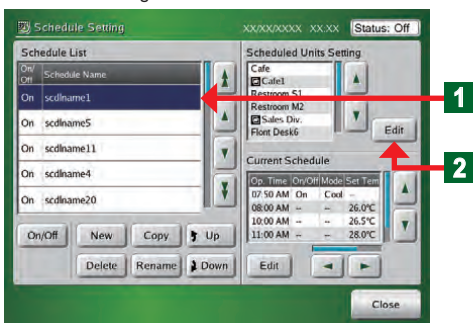 Schedule Setting XX/XX/XXXX XX:XX Status: Off
Schedule List
On/Off Schedule Name
On scdlname1
On scdlname5
On scdlname11
On scdlname4
On scdlname20
On/Off New Copy Up
Delete Rename Down
Scheduled Units Setting
Cafe
Cafe1
Restroom S1
Restroom M2
Sales Div.
Flont Desk6
Edit
Current Schedule
Op. Time On/Off Mode Set Tem
07:50 AM On Cool --
08:00 AM -- -- 26.0°C
10:00 AM -- -- 26.5°C
11:00 AM -- -- 28.0°C
Edit
Close
1
2